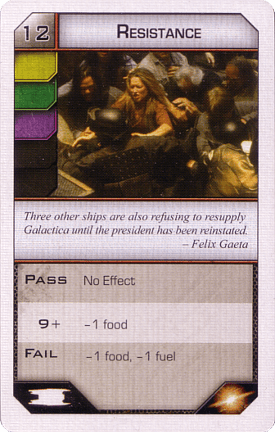 12
RESISTANCE
Three other ships are also refusing to resupply
Galactica until the president has been reinstated.
– Felix Gaeta
PASS No Effect
9+ –1 food
FAIL –1 food, –1 fuel